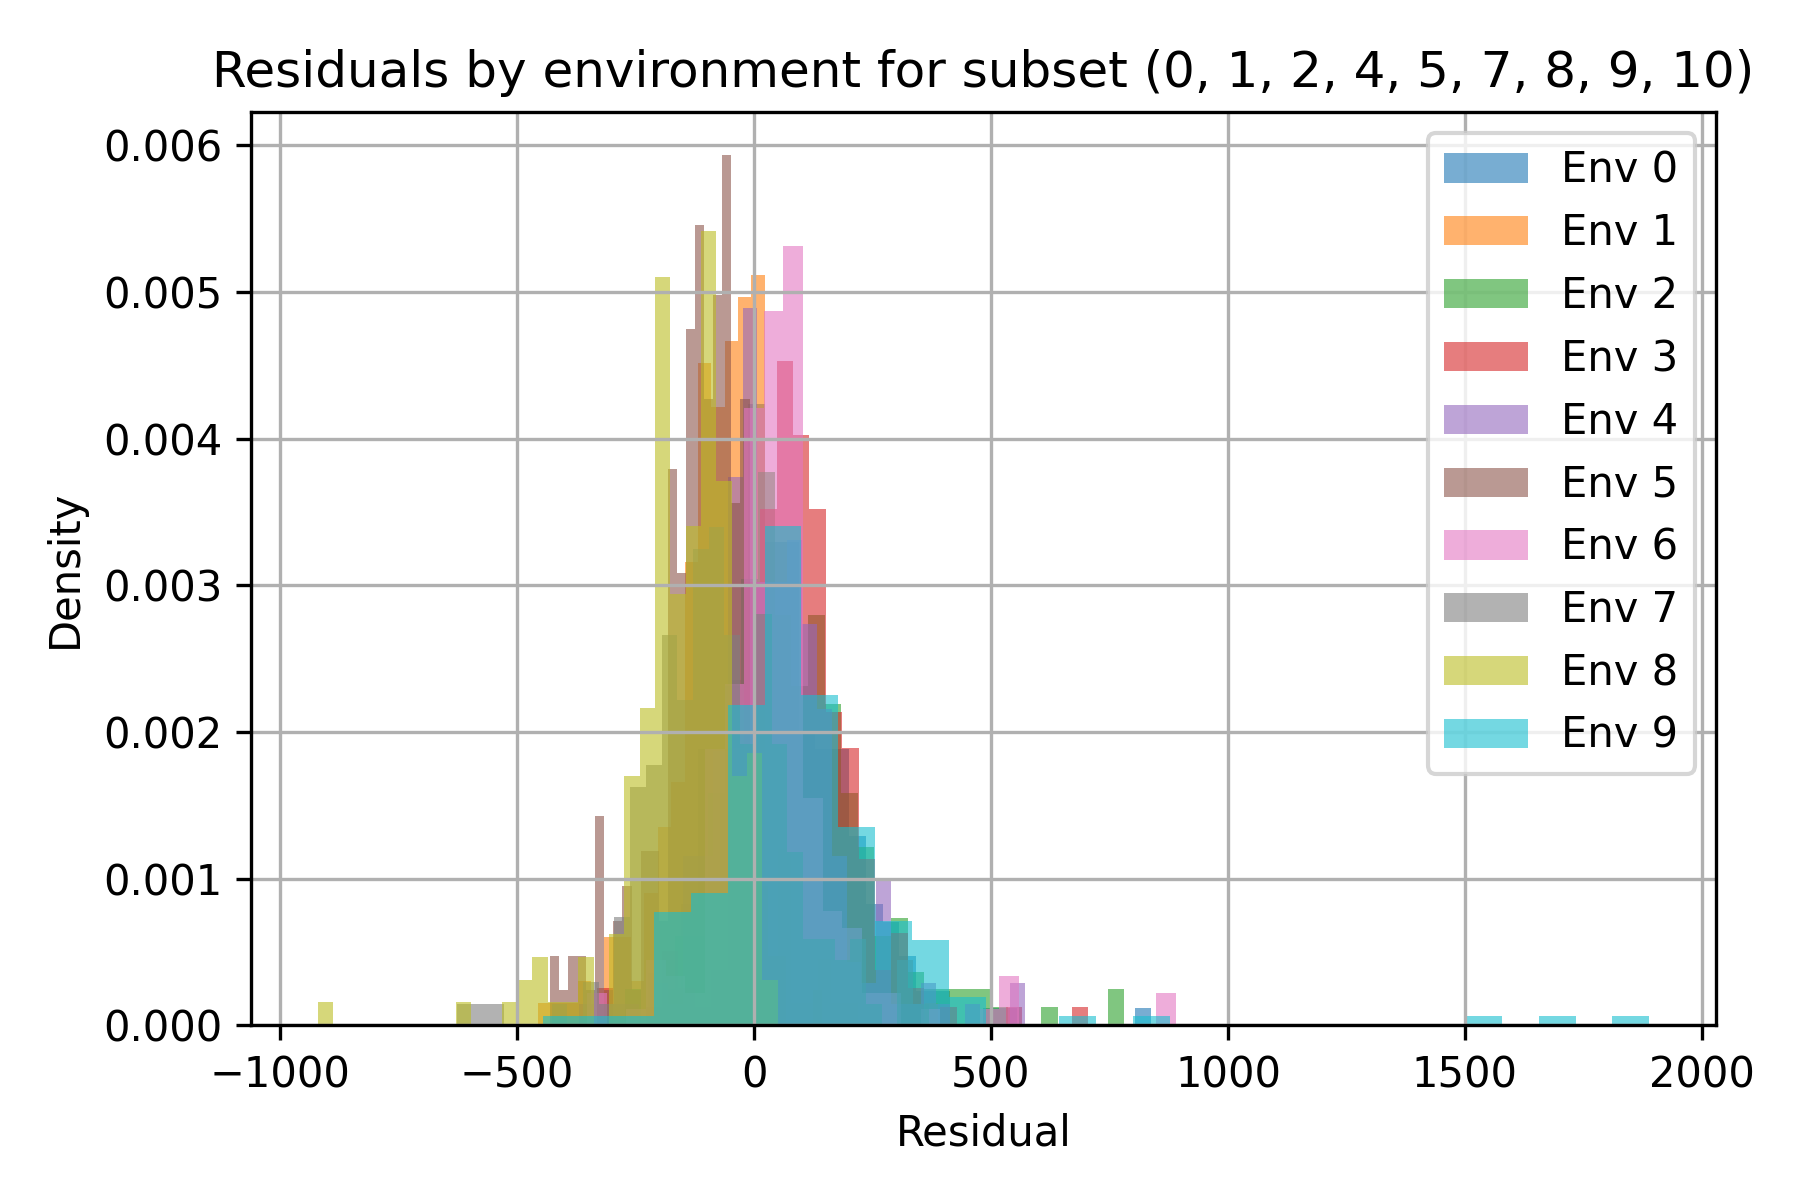 Residuals by environment for subset (0, 1, 2, 4, 5, 7, 8, 9, 10)
0.006
0.005
0.004
0.003
0.002
0.001
0.000
Density
Env 0
Env 1
Env 2
Env 3
Env 4
Env 5
Env 6
Env 7
Env 8
Env 9
−1000 −500 0 500 1000 1500 2000
Residual